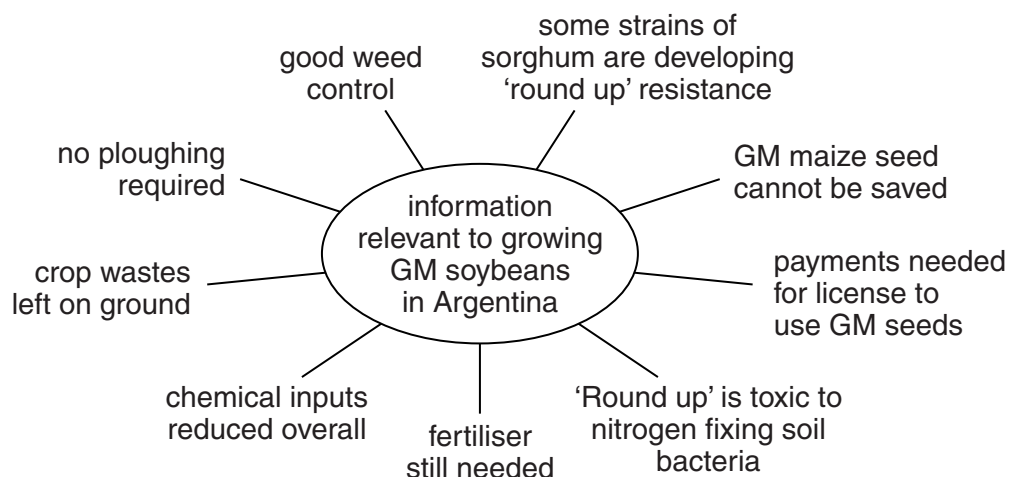 some strains of
sorghum are developing
‘round up’ resistance
good weed
control
GM maize seed
cannot be saved
no ploughing
required
information
relevant to growing
GM soybeans
in Argentina
payments needed
for license to
use GM seeds
crop wastes
left on ground
chemical inputs
reduced overall
fertiliser
still needed
‘Round up’ is toxic to
nitrogen fixing soil
bacteria